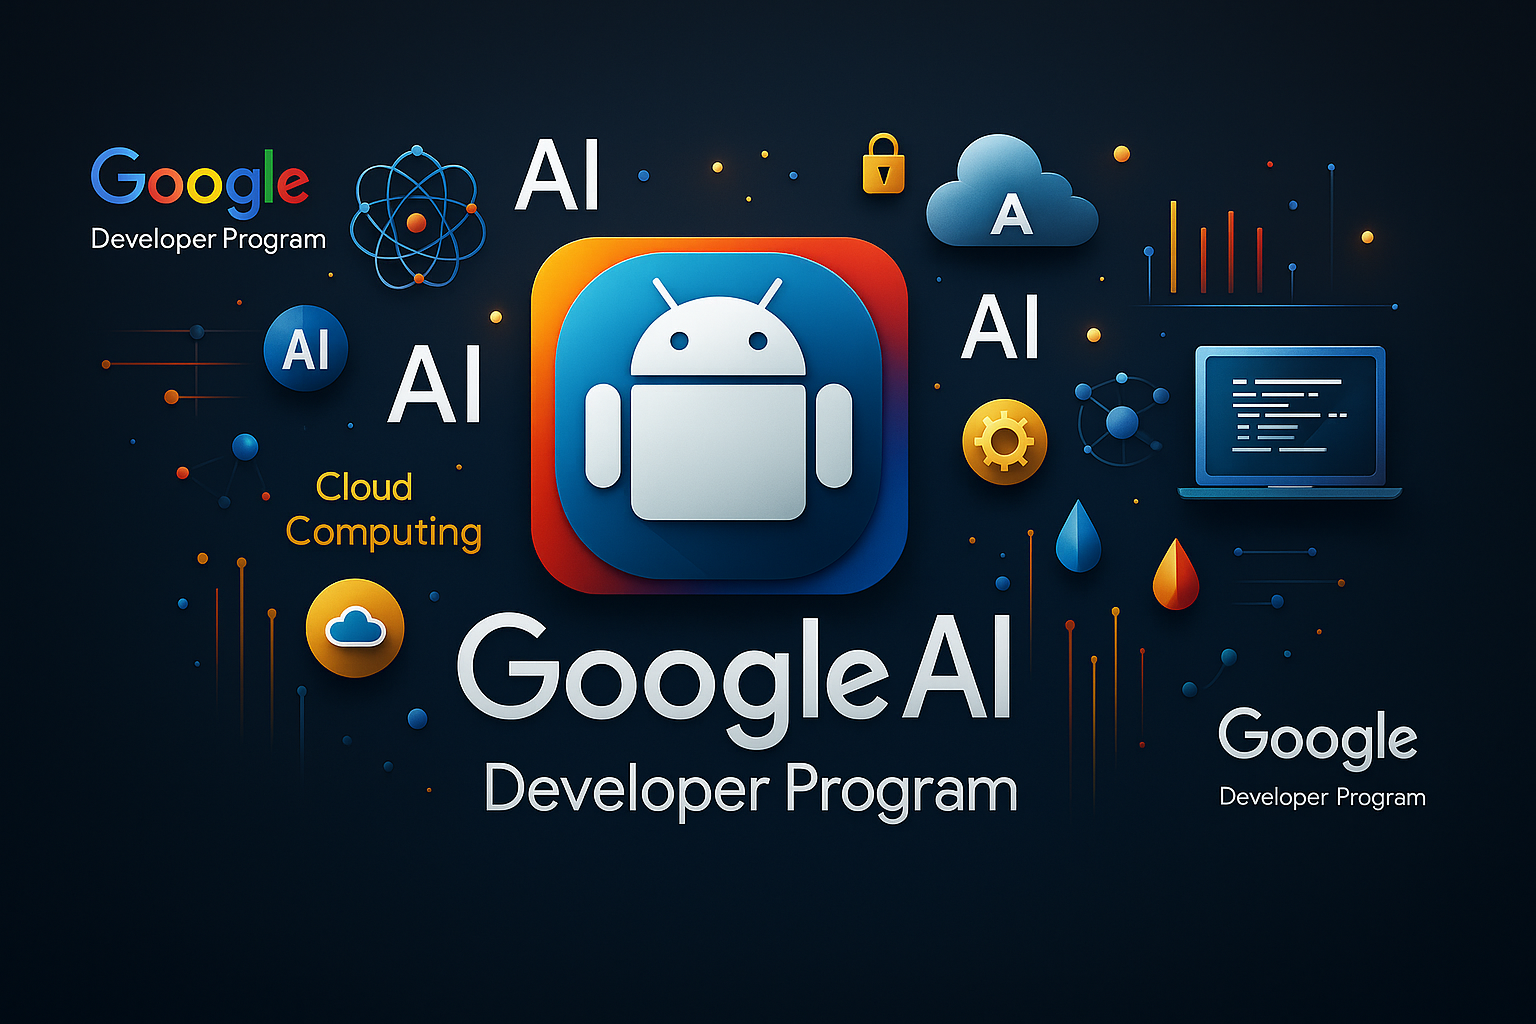 Google
Developer Program
AI
A
AI
AI
AI
Cloud
Computing
Google AI
Developer Program
Google
Developer Program